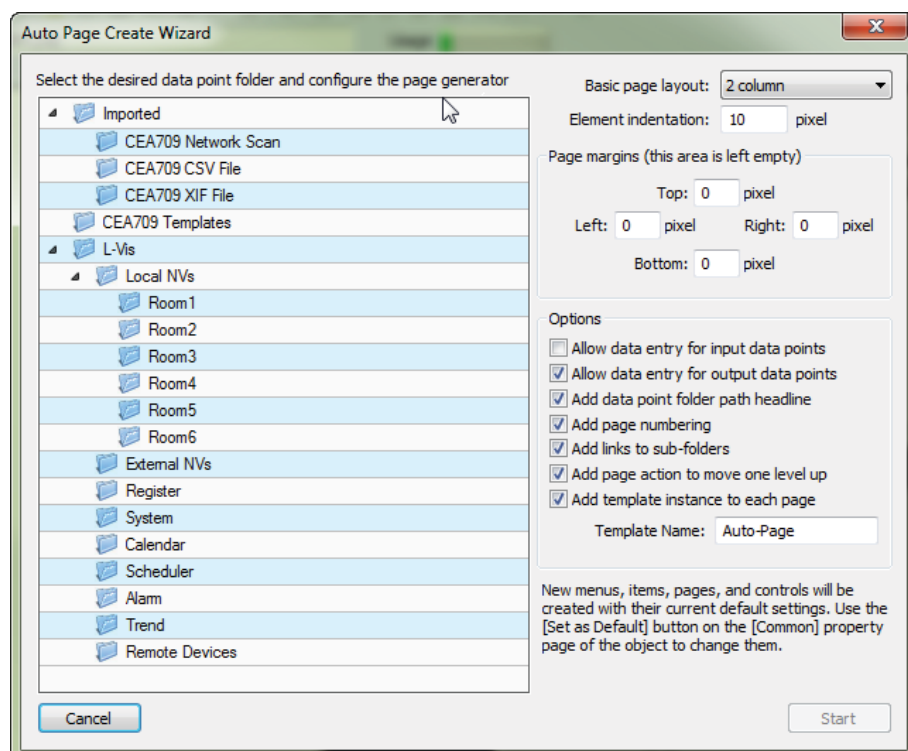 Auto Page Create Wizard
Select the desired data point folder and configure the page generator
Imported
CEA709 Network Scan
CEA709 CSV File
CEA709 XIF File
CEA709 Templates
L-Vis
Local NVs
Room1
Room2
Room3
Room4
Room5
Room6
External NVs
Register
System
Calendar
Scheduler
Alarm
Trend
Remote Devices
Basic page layout: 2 column
Element indentation: 10 pixel
Page margins (this area is left empty)
Top: 0 pixel
Left: 0 pixel Right: 0 pixel
Bottom: 0 pixel
Options
Allow data entry for input data points
Allow data entry for output data points
Add data point folder path headline
Add page numbering
Add links to sub-folders
Add page action to move one level up
Add template instance to each page
Template Name: Auto-Page
New menus, items, pages, and controls will be
created with their current default settings. Use the
[Set as Default] button on the [Common] property
page of the object to change them.
Cancel
Start